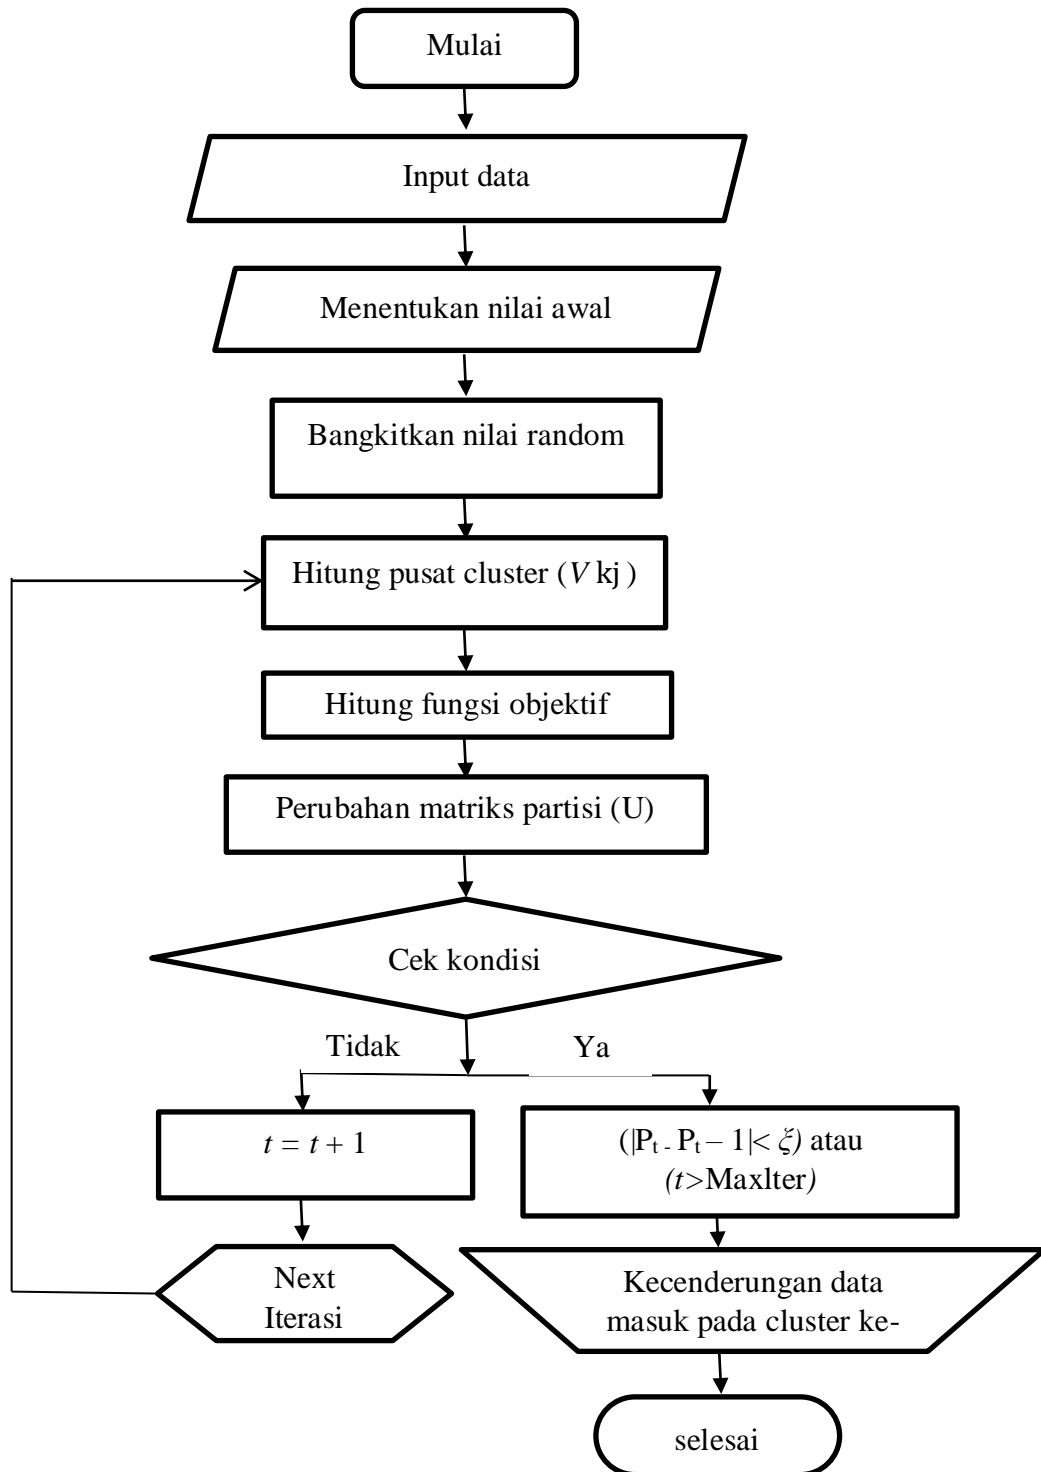 Mulai
Input data
Menentukan nilai awal
Bangkitkan nilai random
Hitung pusat cluster (V kj )
Hitung fungsi objektif
Perubahan matriks partisi (U)
Cek kondisi
Tidak
Ya
t = t + 1
(|Pt - Pt – 1|< ξ) atau
(t>Maxlter)
Next
Iterasi
Kecenderungan data
masuk pada cluster ke-
selesai